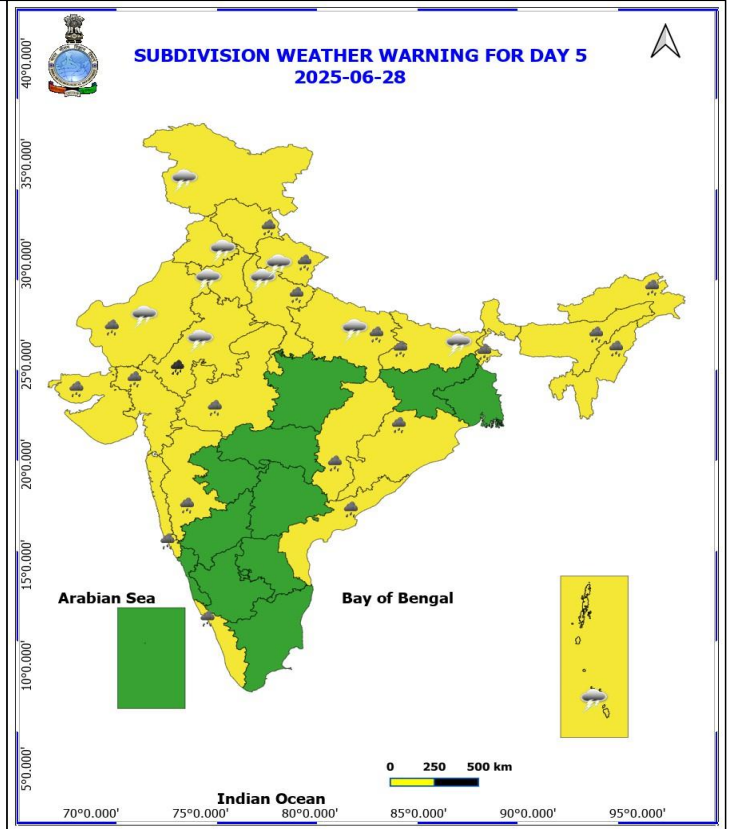 SUBDIVISION WEATHER WARNING FOR DAY 5
2025-06-28
40°0.000'
35°0.000'
30°0.000'
25°0.000'
20°0.000'
15°0.000'
10°0.000'
5°0.000'
Arabian Sea
Bay of Bengal
0 250 500 km
Indian Ocean
70°0.000' 75°0.000' 80°0.000' 85°0.000' 90°0.000' 95°0.000'